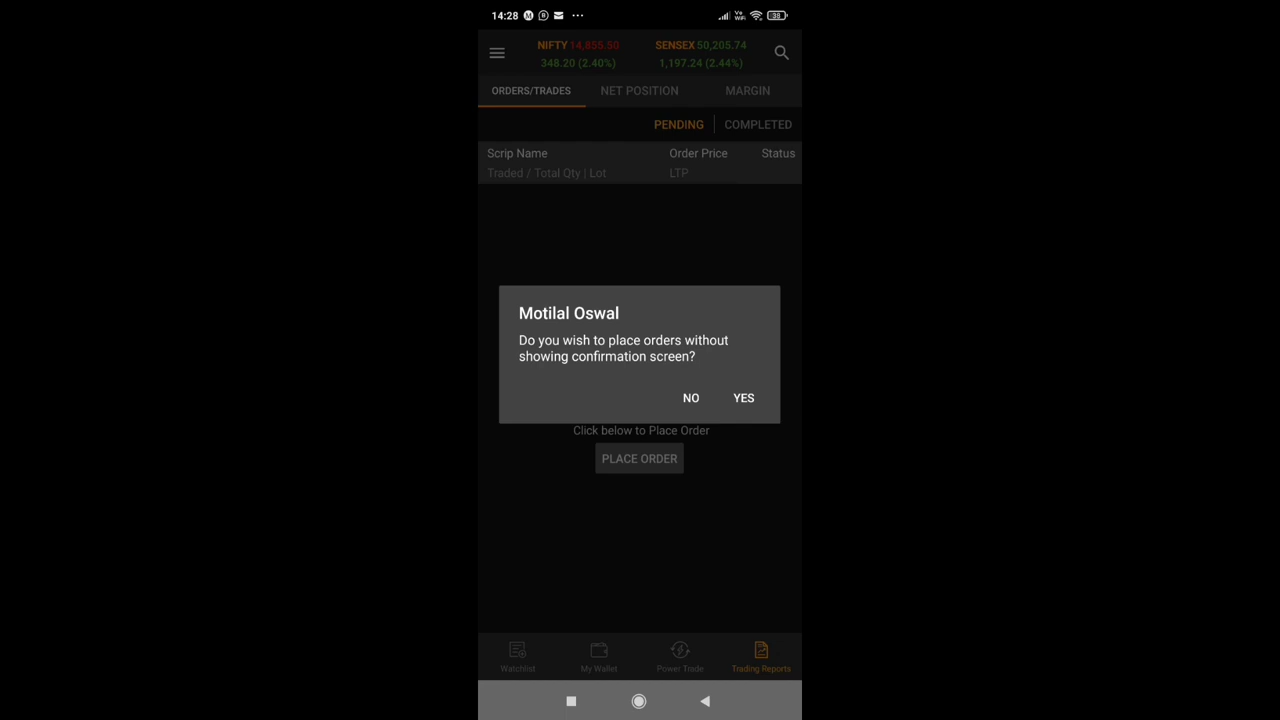 14:28 M B ... Vo WiFi 38
NIFTY 14,855.50 SENSEX 50,205.74
348.20 (2.40%) 1,197.24 (2.44%)
ORDERS/TRADES NET POSITION MARGIN
PENDING COMPLETED
Scrip Name Order Price Status
Traded / Total Qty | Lot LTP
Motilal Oswal
Do you wish to place orders without
showing confirmation screen?
NO YES
Click below to Place Order
PLACE ORDER
Watchlist My Wallet Power Trade Trading Reports